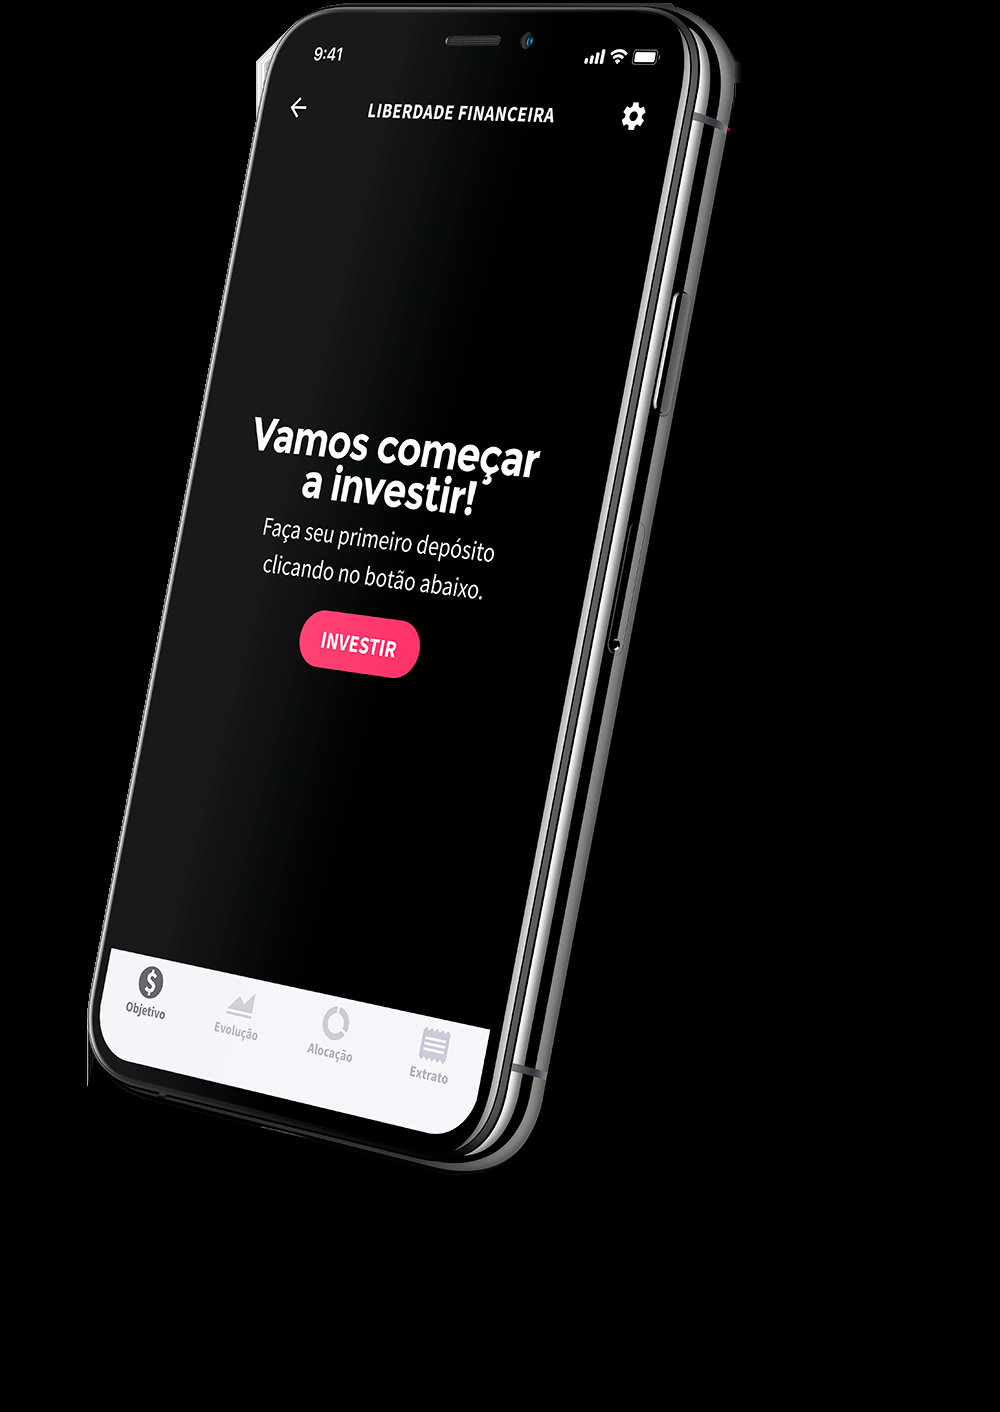 9:41
LIBERDADE FINANCEIRA
Vamos começar
a investir!
Faça seu primeiro depósito
clicando no botão abaixo.
INVESTIR
Objetivo
Evolução
Alocação
Extrato